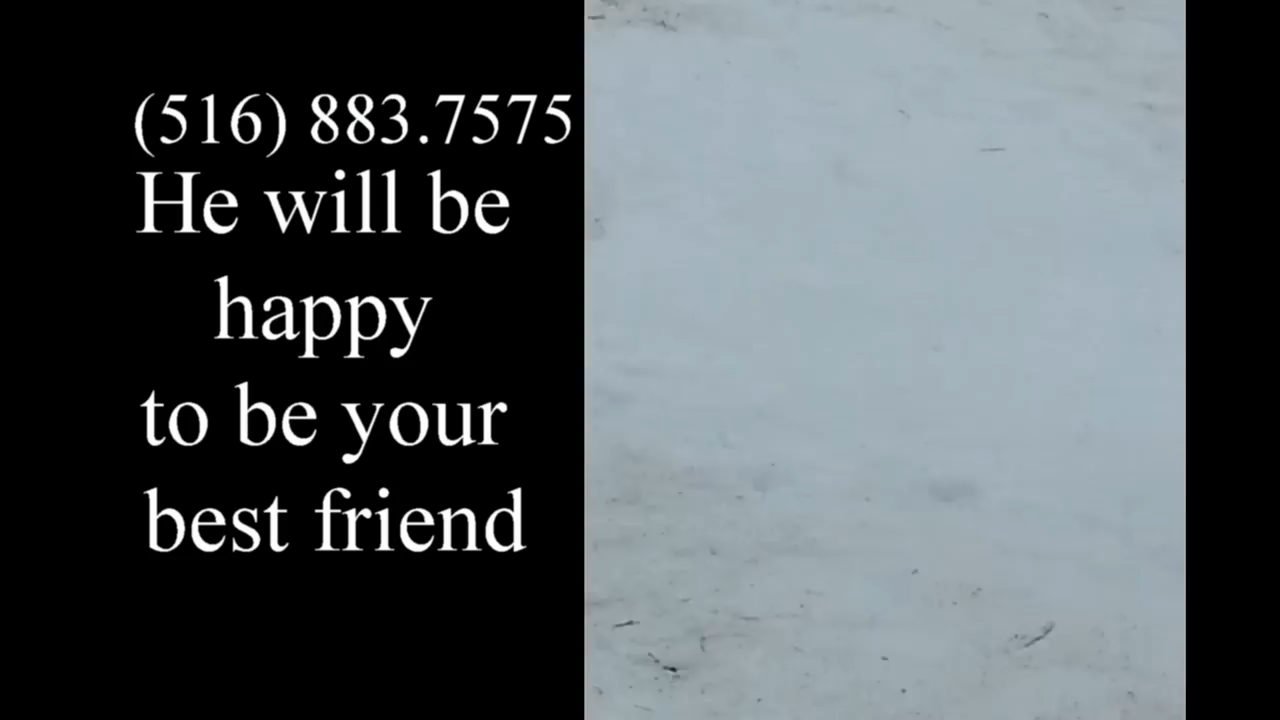 (516) 883.7575
He will be
happy
to be your
best friend